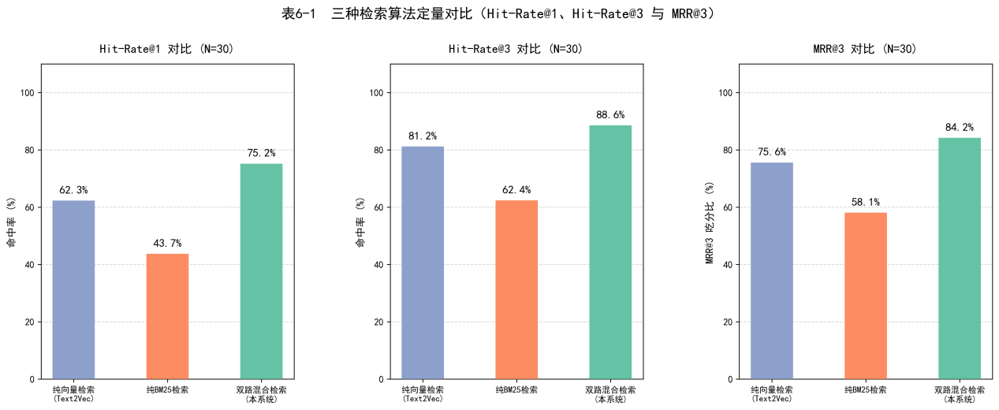 表6-1  三种检索算法定量对比（Hit-Rate@1、Hit-Rate@3 与 MRR@3）
Hit-Rate@1 对比 (N=30)
命中率 (%)
100
80
60
40
20
0
62.3%
43.7%
75.2%
纯向量检索
(Text2Vec)
纯BM25检索
双路混合检索
(本系统)
Hit-Rate@3 对比 (N=30)
命中率 (%)
100
80
60
40
20
0
81.2%
62.4%
88.6%
纯向量检索
(Text2Vec)
纯BM25检索
双路混合检索
(本系统)
MRR@3 对比 (N=30)
MRR@3 吃分比 (%)
100
80
60
40
20
0
75.6%
58.1%
84.2%
纯向量检索
(Text2Vec)
纯BM25检索
双路混合检索
(本系统)